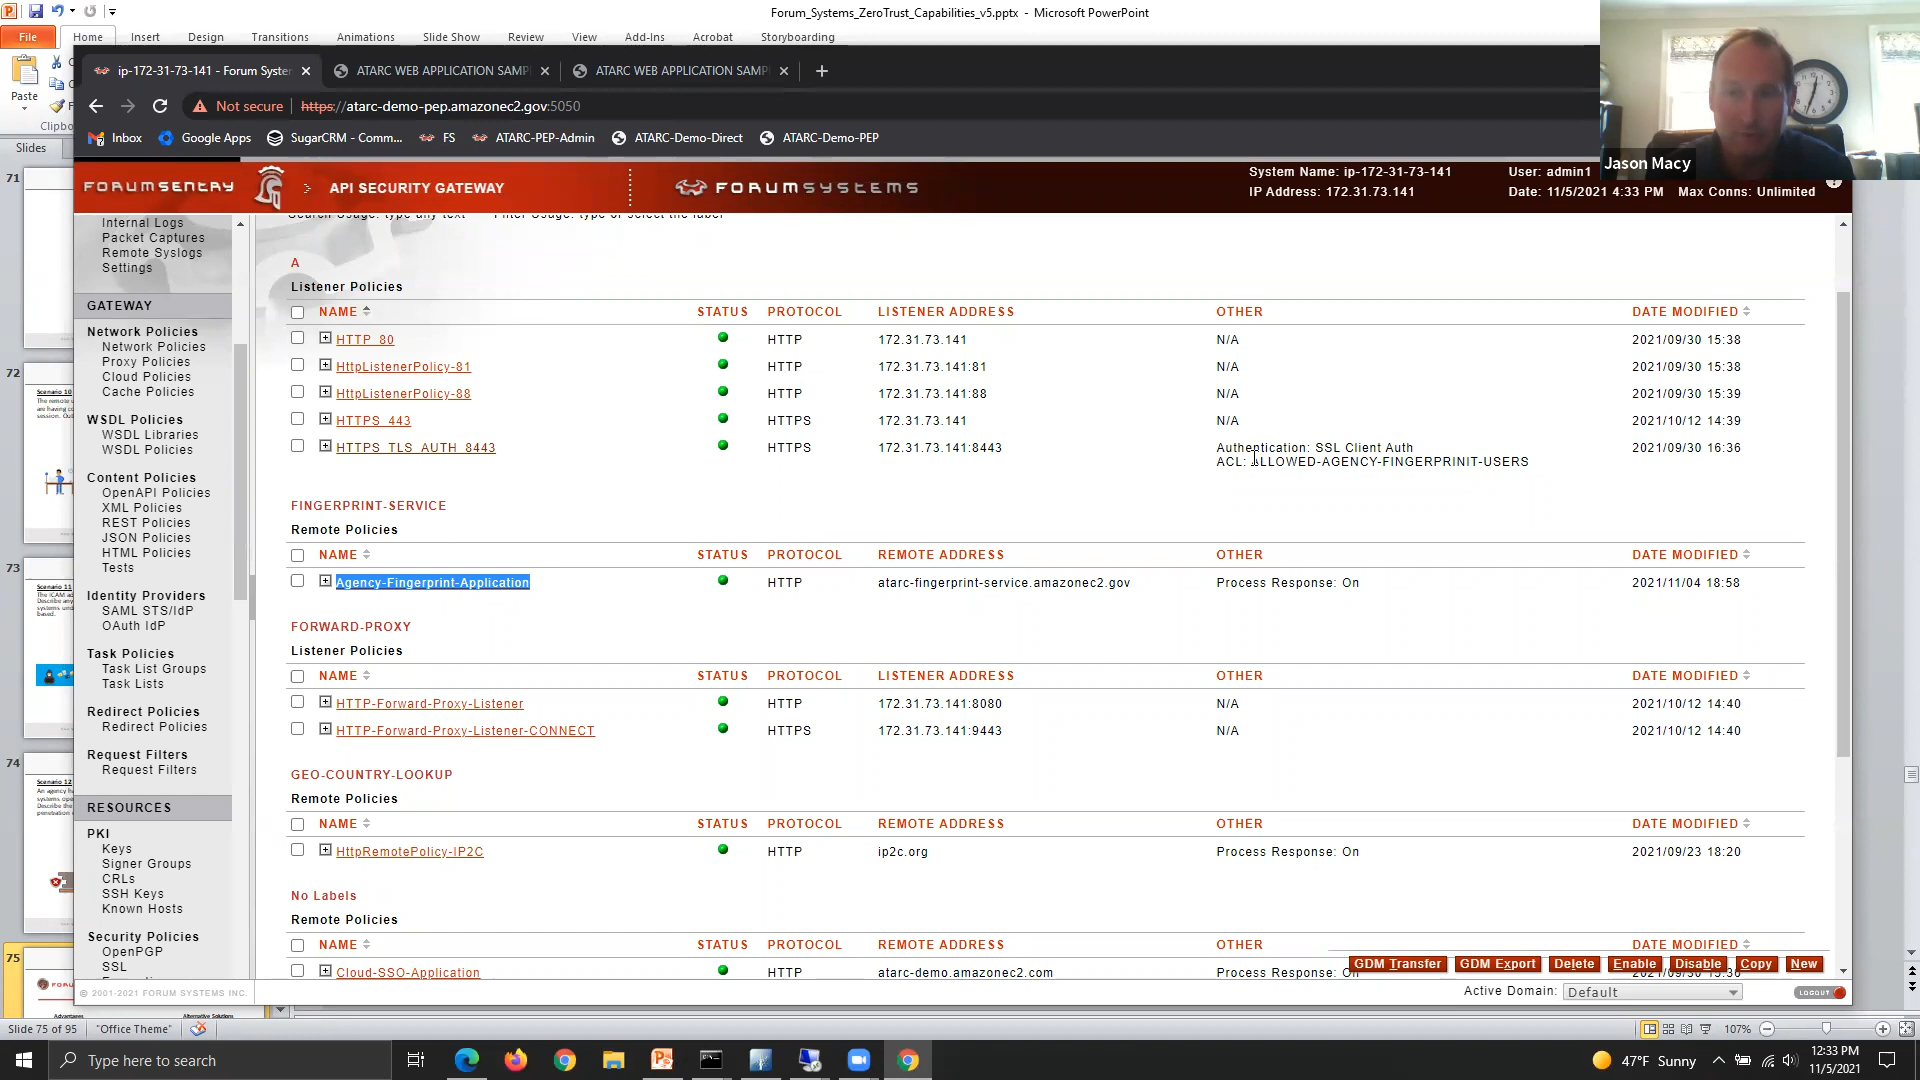 Forum_Systems_ZeroTrust_Capabilities_v5.pptx - Microsoft PowerPoint
File Home Insert Design Transitions Animations Slide Show Review View Add-Ins Acrobat Storyboarding
Paste
Slides
ip-172-31-73-141 - Forum Syste
ATARC WEB APPLICATION SAMP
ATARC WEB APPLICATION SAMP
Not secure https://atarc-demo-pep.amazonec2.gov:5050
Inbox Google Apps SugarCRM - Comm... FS ATARC-PEP-Admin ATARC-Demo-Direct ATARC-Demo-PEP
Jason Macy
FORUMSENTRY API SECURITY GATEWAY FORUMSYSTEMS
System Name: ip-172-31-73-141 User: admin1
IP Address: 172.31.73.141 Date: 11/5/2021 4:33 PM Max Conns: Unlimited
Internal Logs
Packet Captures
Remote Syslogs
Settings
GATEWAY
Network Policies
Network Policies
Proxy Policies
Cloud Policies
Cache Policies
WSDL Policies
WSDL Libraries
WSDL Policies
Content Policies
OpenAPI Policies
XML Policies
REST Policies
JSON Policies
HTML Policies
Tests
Identity Providers
SAML STS/IdP
OAuth IdP
Task Policies
Task List Groups
Task Lists
Redirect Policies
Redirect Policies
Request Filters
Request Filters
RESOURCES
PKI
Keys
Signer Groups
CRLs
SSH Keys
Known Hosts
Security Policies
OpenPGP
SSL
© 2001-2021 FORUM SYSTEMS INC.
A
Listener Policies
NAME STATUS PROTOCOL LISTENER ADDRESS OTHER DATE MODIFIED
HTTP_80 HTTP 172.31.73.141 N/A 2021/09/30 15:38
HttpListenerPolicy-81 HTTP 172.31.73.141:81 N/A 2021/09/30 15:38
HttpListenerPolicy-88 HTTP 172.31.73.141:88 N/A 2021/09/30 15:39
HTTPS_443 HTTPS 172.31.73.141 N/A 2021/10/12 14:39
HTTPS_TLS_AUTH_8443 HTTPS 172.31.73.141:8443 Authentication: SSL Client Auth 2021/09/30 16:36
ACL: ALLOWED-AGENCY-FINGERPRINIT-USERS
FINGERPRINT-SERVICE
Remote Policies
NAME STATUS PROTOCOL REMOTE ADDRESS OTHER DATE MODIFIED
Agency-Fingerprint-Application HTTP atarc-fingerprint-service.amazonec2.gov Process Response: On 2021/11/04 18:58
FORWARD-PROXY
Listener Policies
NAME STATUS PROTOCOL LISTENER ADDRESS OTHER DATE MODIFIED
HTTP-Forward-Proxy-Listener HTTP 172.31.73.141:8080 N/A 2021/10/12 14:40
HTTP-Forward-Proxy-Listener-CONNECT HTTPS 172.31.73.141:9443 N/A 2021/10/12 14:40
GEO-COUNTRY-LOOKUP
Remote Policies
NAME STATUS PROTOCOL REMOTE ADDRESS OTHER DATE MODIFIED
HttpRemotePolicy-IP2C HTTP ip2c.org Process Response: On 2021/09/23 18:20
No Labels
Remote Policies
NAME STATUS PROTOCOL REMOTE ADDRESS OTHER DATE MODIFIED
Cloud-SSO-Application HTTP atarc-demo.amazonec2.com Process Response: On
GDM Transfer GDM Export Delete Enable Disable Copy New
Active Domain: Default LOGOUT
71
72
Scenario 10
73
Scenario 11
74
Scenario 12
75
Slide 75 of 95 "Office Theme" 107%
Type here to search
47°F Sunny
12:33 PM
11/5/2021